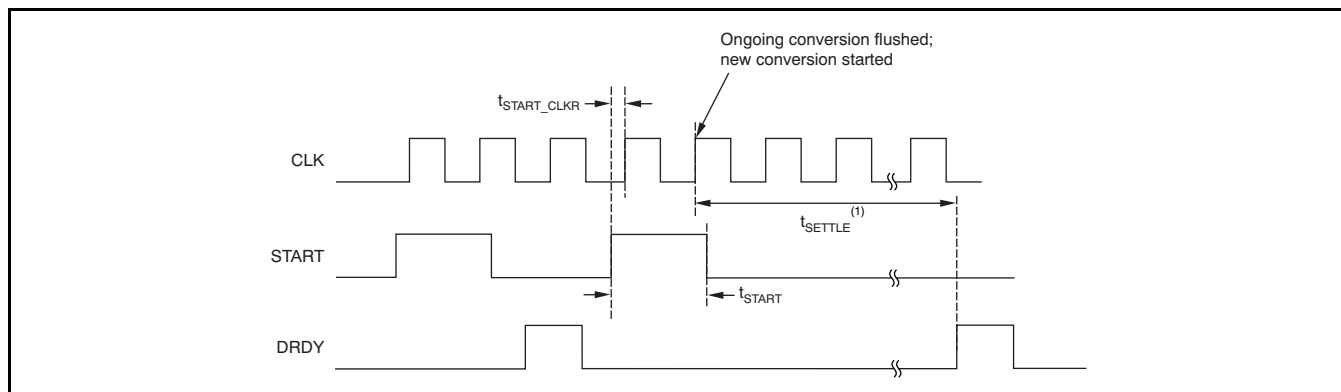 Ongoing conversion flushed;
new conversion started
tSTART_CLKR
CLK
tSETTLE(1)
START
tSTART
DRDY